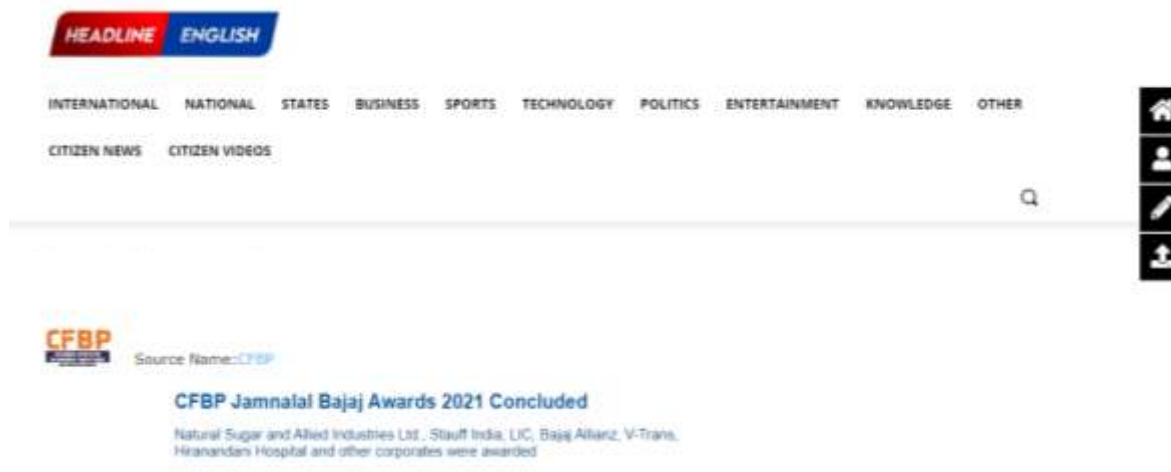 HEADLINE ENGLISH
INTERNATIONAL NATIONAL STATES BUSINESS SPORTS TECHNOLOGY POLITICS ENTERTAINMENT KNOWLEDGE OTHER
CITIZEN NEWS CITIZEN VIDEOS
CFBP
Source Name::CFBP
CFBP Jamnalal Bajaj Awards 2021 Concluded
Natural Sugar and Allied Industries Ltd., Stauff India, LIC, Bajaj Allianz, V-Trans,
Hiranandani Hospital and other corporates were awarded